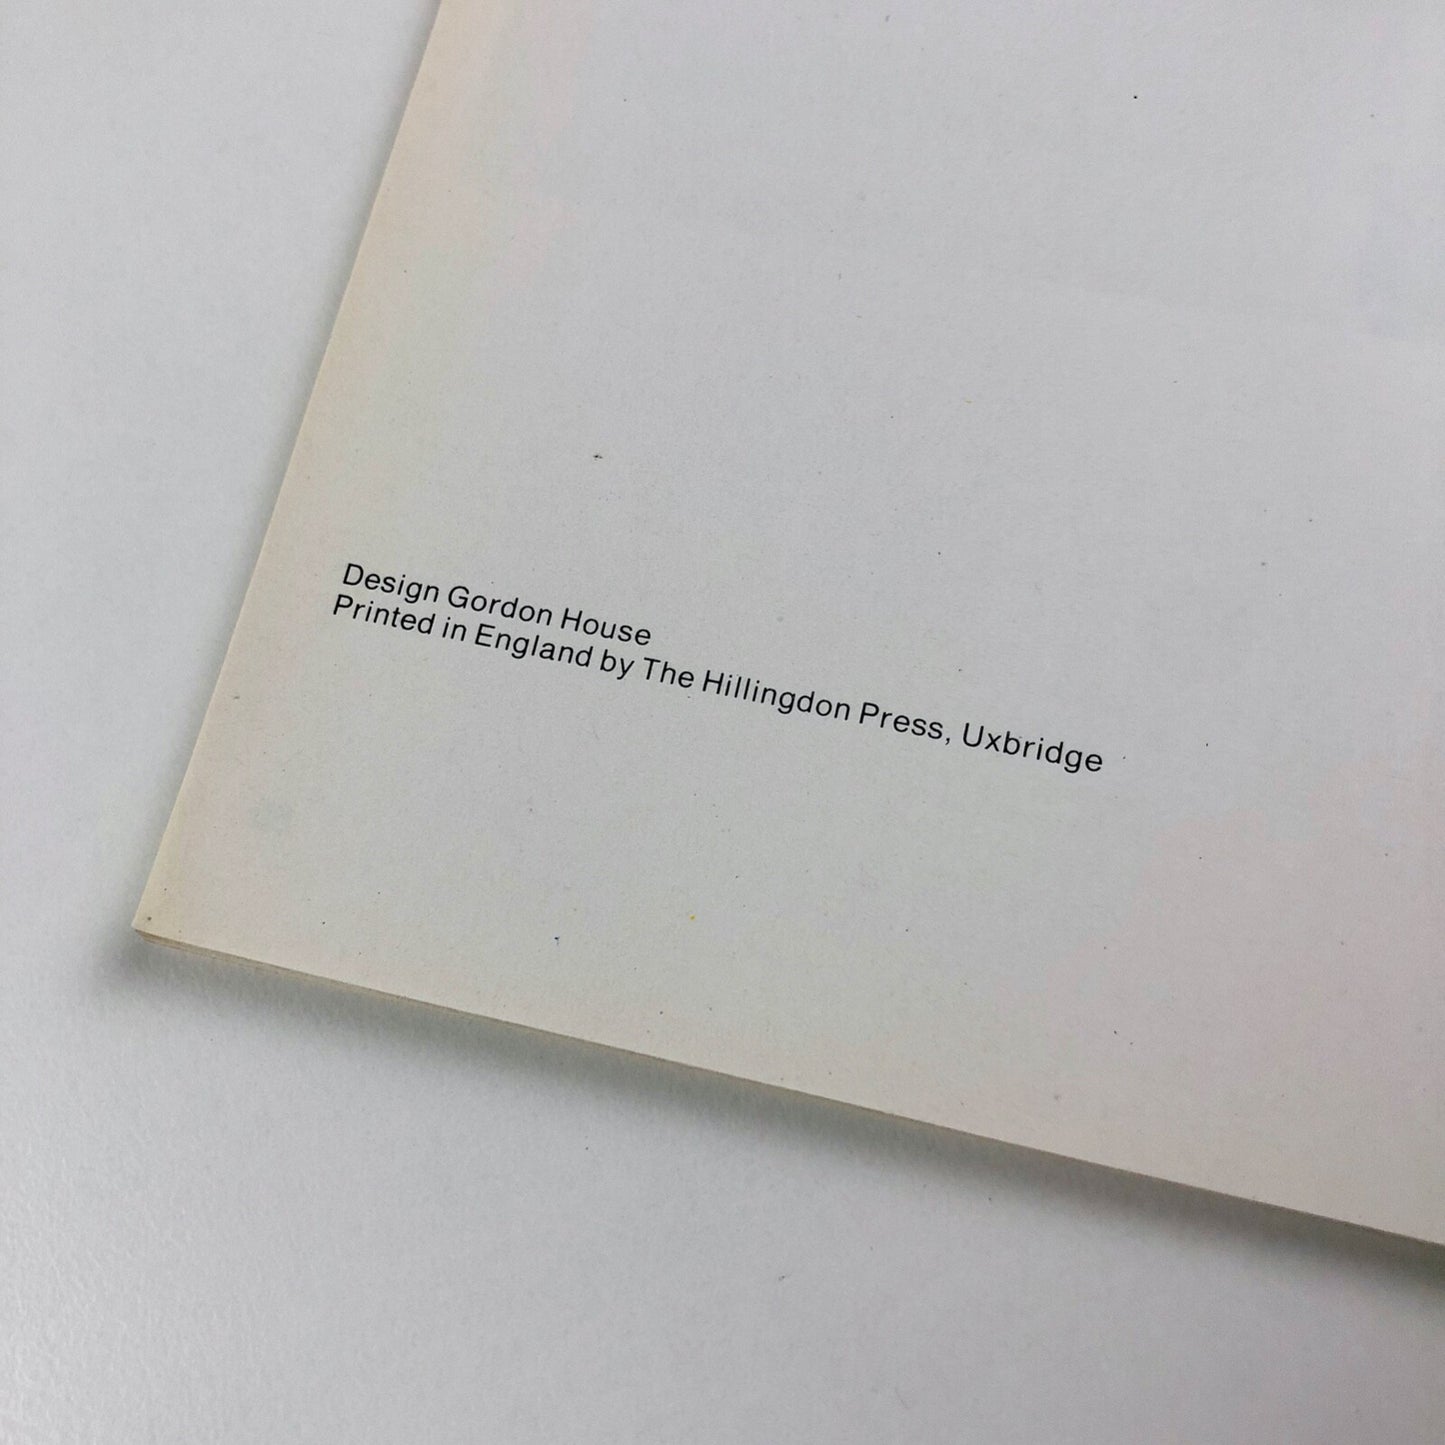 Design Gordon House
Printed in England by The Hillingdon Press, Uxbridge